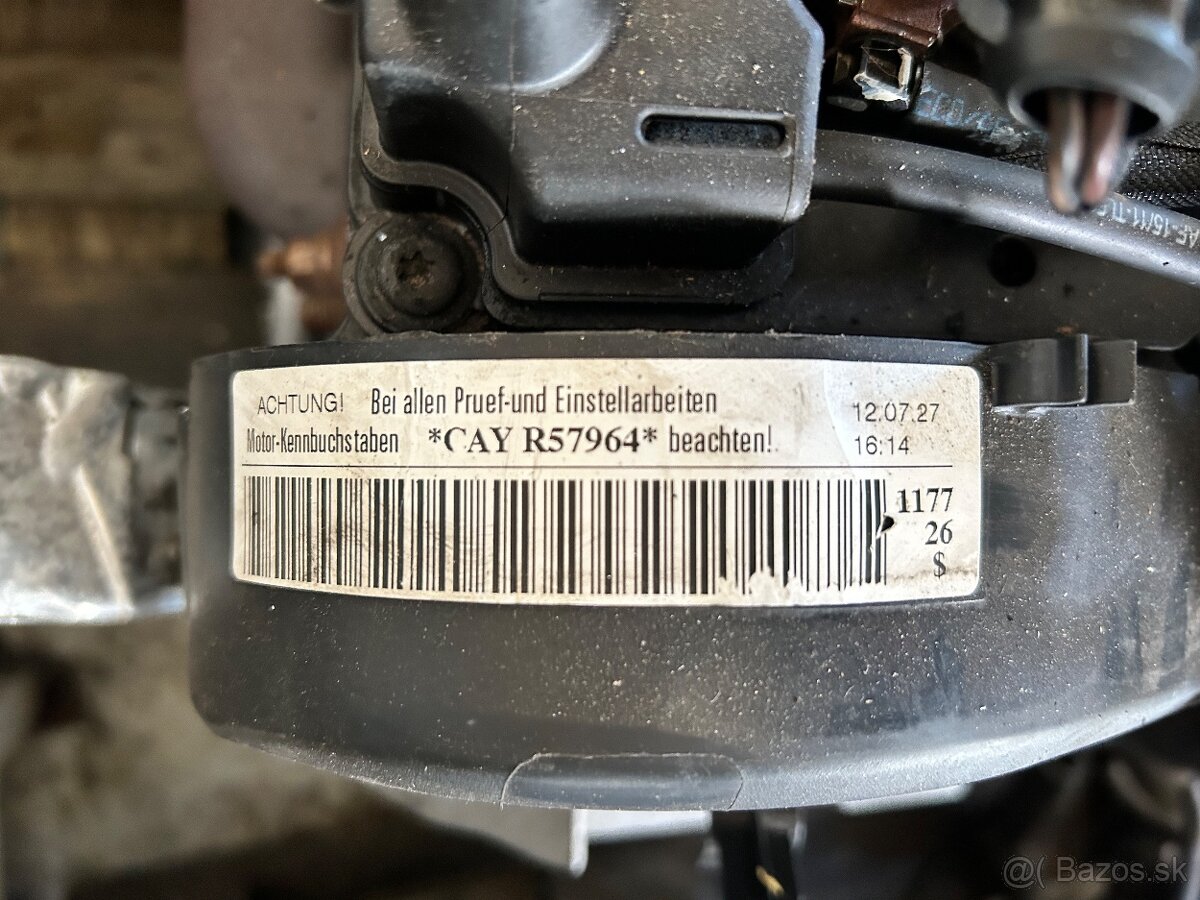 ACHTUNG! Bei allen Pruef-und Einstellarbeiten
Motor-Kennbuchstaben *CAY R57964* beachten!
12.07.27
16:14
1177
26
$
@( Bazos.sk